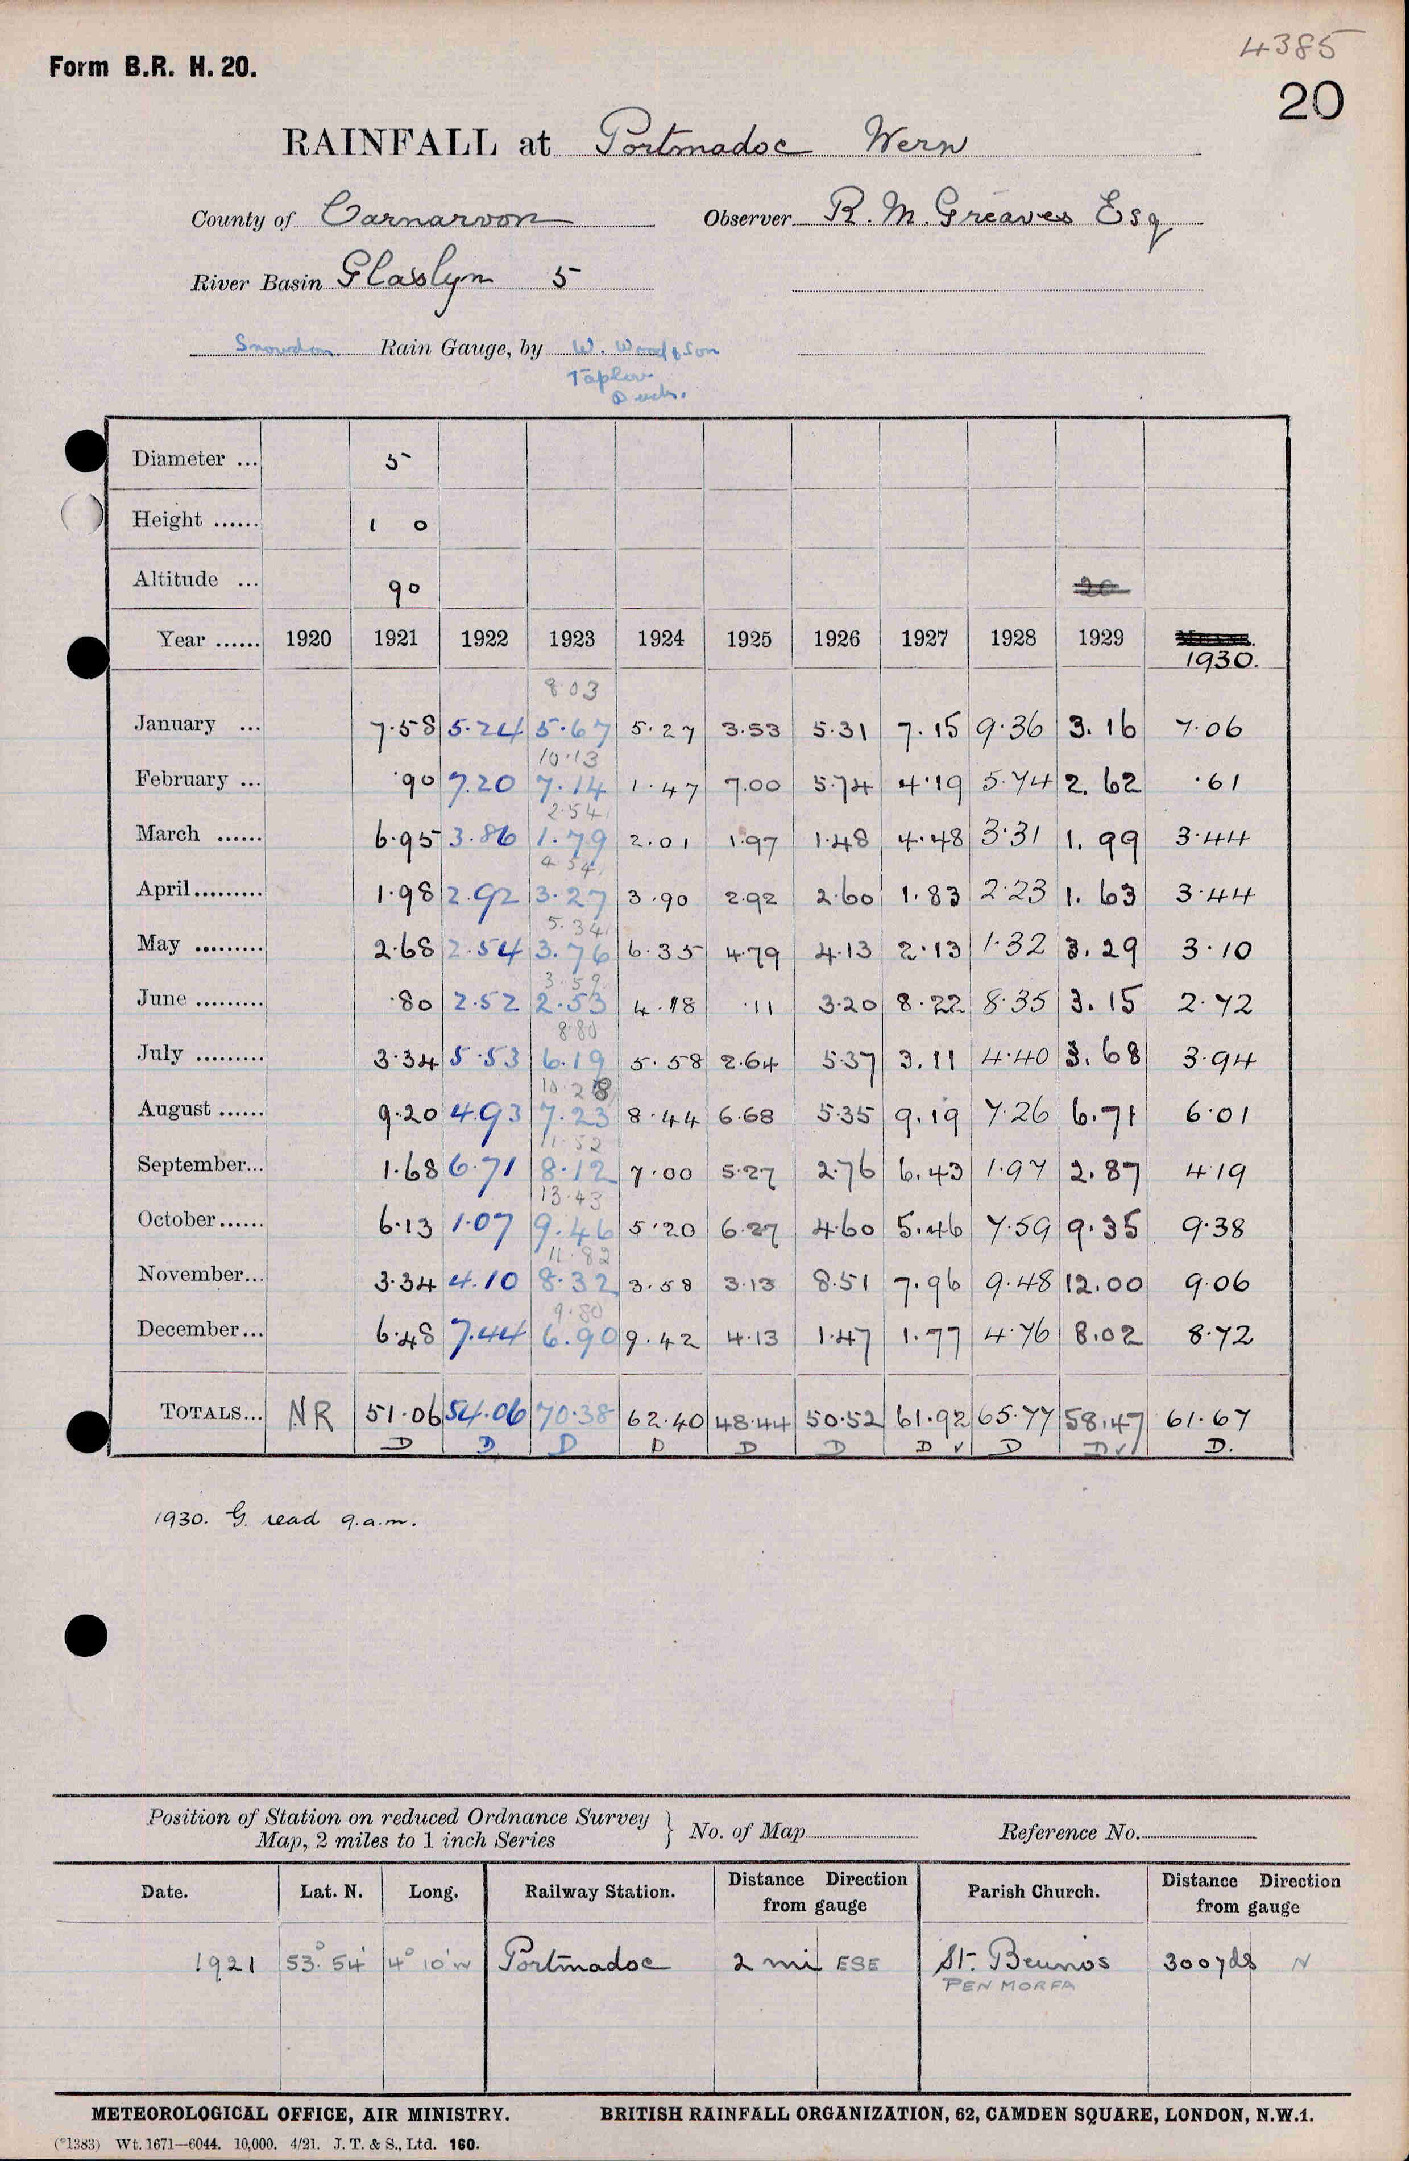 4385
Form B.R. H. 20.
20
RAINFALL at Portmadoc Wern
County of Carnarvon Observer R. M. Greaves Esq
River Basin Glaslyn 5
Snowdon Rain Gauge, by W. Wood & Son
Taplow
Bucks.
Diameter ... 5
Height ...... 1 0
Altitude ... 90 20
Year ...... 1920 1921 1922 1923 1924 1925 1926 1927 1928 1929 1930.
8.03
January ... 7.58 5.24 5.67 5.27 3.53 5.31 7.15 9.36 3.16 7.06
10.13
February ... .90 7.20 7.14 1.47 7.00 5.74 4.19 5.74 2.62 .61
2.54
March ...... 6.95 3.86 1.79 2.01 1.97 1.48 4.48 3.31 1.99 3.44
4.54
April......... 1.98 2.92 3.27 3.90 2.92 2.60 1.83 2.23 1.63 3.44
5.34
May ......... 2.68 2.54 3.76 6.35 4.79 4.13 2.13 1.32 3.29 3.10
3.59
June ......... .80 2.52 2.53 4.18 .11 3.20 8.22 8.35 3.15 2.72
8.80
July ......... 3.34 5.53 6.19 5.58 2.64 5.37 3.11 4.40 3.68 3.94
10.28
August ...... 9.20 4.93 7.23 8.44 6.68 5.35 9.19 7.26 6.71 6.01
11.52
September... 1.68 6.71 8.12 7.00 5.27 2.76 6.43 1.97 2.87 4.19
13.43
October...... 6.13 1.07 9.46 5.20 6.27 4.60 5.46 7.59 9.35 9.38
11.82
November... 3.34 4.10 8.32 3.58 3.13 8.51 7.96 9.48 12.00 9.06
9.80
December... 6.48 7.44 6.90 9.42 4.13 1.47 1.77 4.76 8.02 8.72
TOTALS... NR 51.06 54.06 70.38 62.40 48.44 50.52 61.92 65.77 58.47 61.67
D D D D D D D ✓ D D ✓ D.
1930. G. read 9.a.m.
Position of Station on reduced Ordnance Survey
Map, 2 miles to 1 inch Series } No. of Map Reference No.
Date. Lat. N. Long. Railway Station. Distance Direction from gauge Parish Church. Distance Direction from gauge
1921 53° 54' 4° 10' W Portmadoc 2 mi ESE St. Beunos 300yds N
PENMORFA
METEOROLOGICAL OFFICE, AIR MINISTRY. BRITISH RAINFALL ORGANIZATION, 62, CAMDEN SQUARE, LONDON, N.W.1.
(*1383) Wt. 1671—6044. 10,000. 4/21. J. T. & S., Ltd. 160.